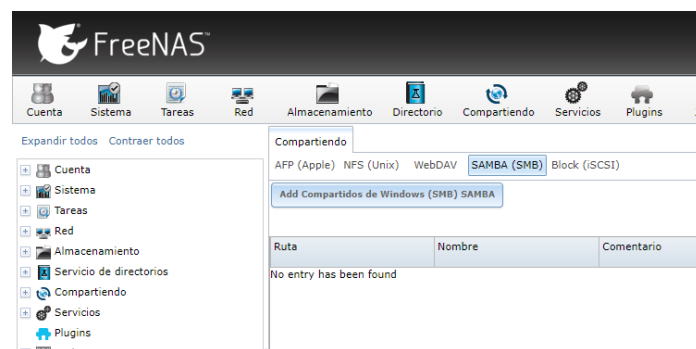 FreeNAS™
Cuenta Sistema Tareas Red Almacenamiento Directorio Compartiendo Servicios Plugins
Expandir todos Contraer todos
Compartiendo
AFP (Apple) NFS (Unix) WebDAV SAMBA (SMB) Block (iSCSI)
Add Compartidos de Windows (SMB) SAMBA
Ruta Nombre Comentario
No entry has been found
Cuenta
Sistema
Tareas
Red
Almacenamiento
Servicio de directorios
Compartiendo
Servicios
Plugins